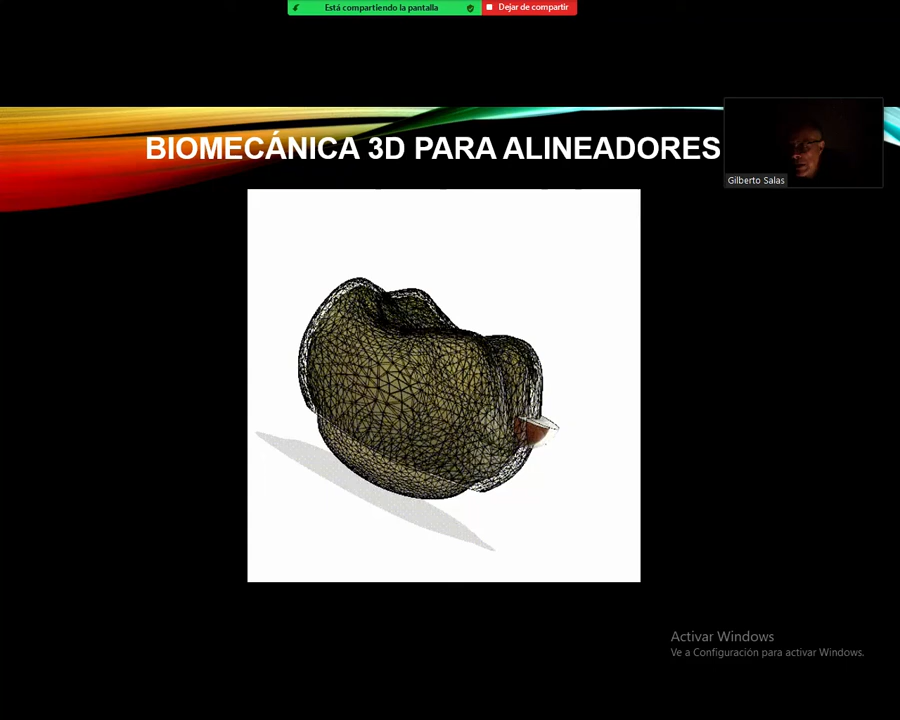 Está compartiendo la pantalla
Dejar de compartir
BIOMECÁNICA 3D PARA ALINEADORES
Gilberto Salas
Activar Windows
Ve a Configuración para activar Windows.